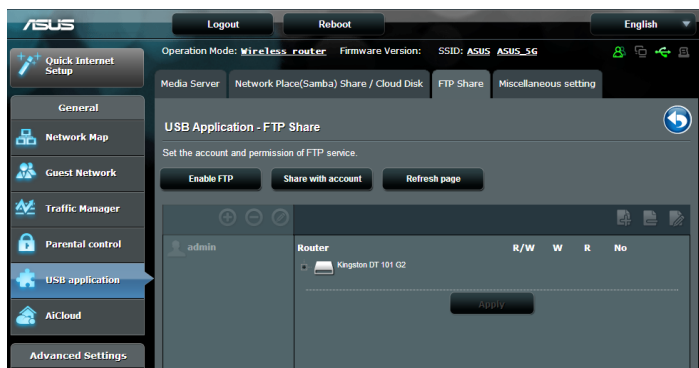 ASUS
Logout
Reboot
English
Quick Internet
Setup
Operation Mode: Wireless router Firmware Version: SSID: ASUS ASUS_5G
Media Server
Network Place(Samba) Share / Cloud Disk
FTP Share
Miscellaneous setting
General
Network Map
Guest Network
Traffic Manager
Parental control
USB application
AiCloud
Advanced Settings
USB Application - FTP Share
Set the account and permission of FTP service.
Enable FTP
Share with account
Refresh page
admin
Router R/W W R No
Kingston DT 101 G2
Apply